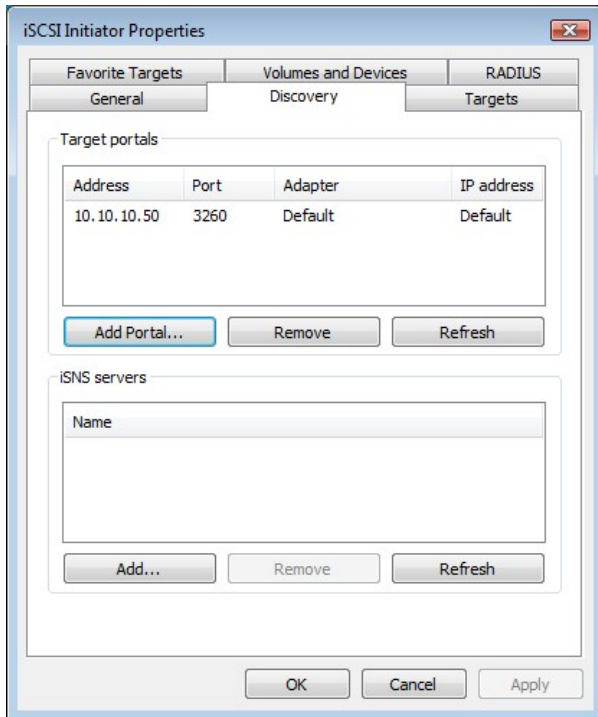 iSCSI Initiator Properties
Favorite Targets Volumes and Devices RADIUS
General Discovery Targets
Target portals
Address Port Adapter IP address
10.10.10.50 3260 Default Default
Add Portal... Remove Refresh
iSNS servers
Name
Add... Remove Refresh
OK Cancel Apply